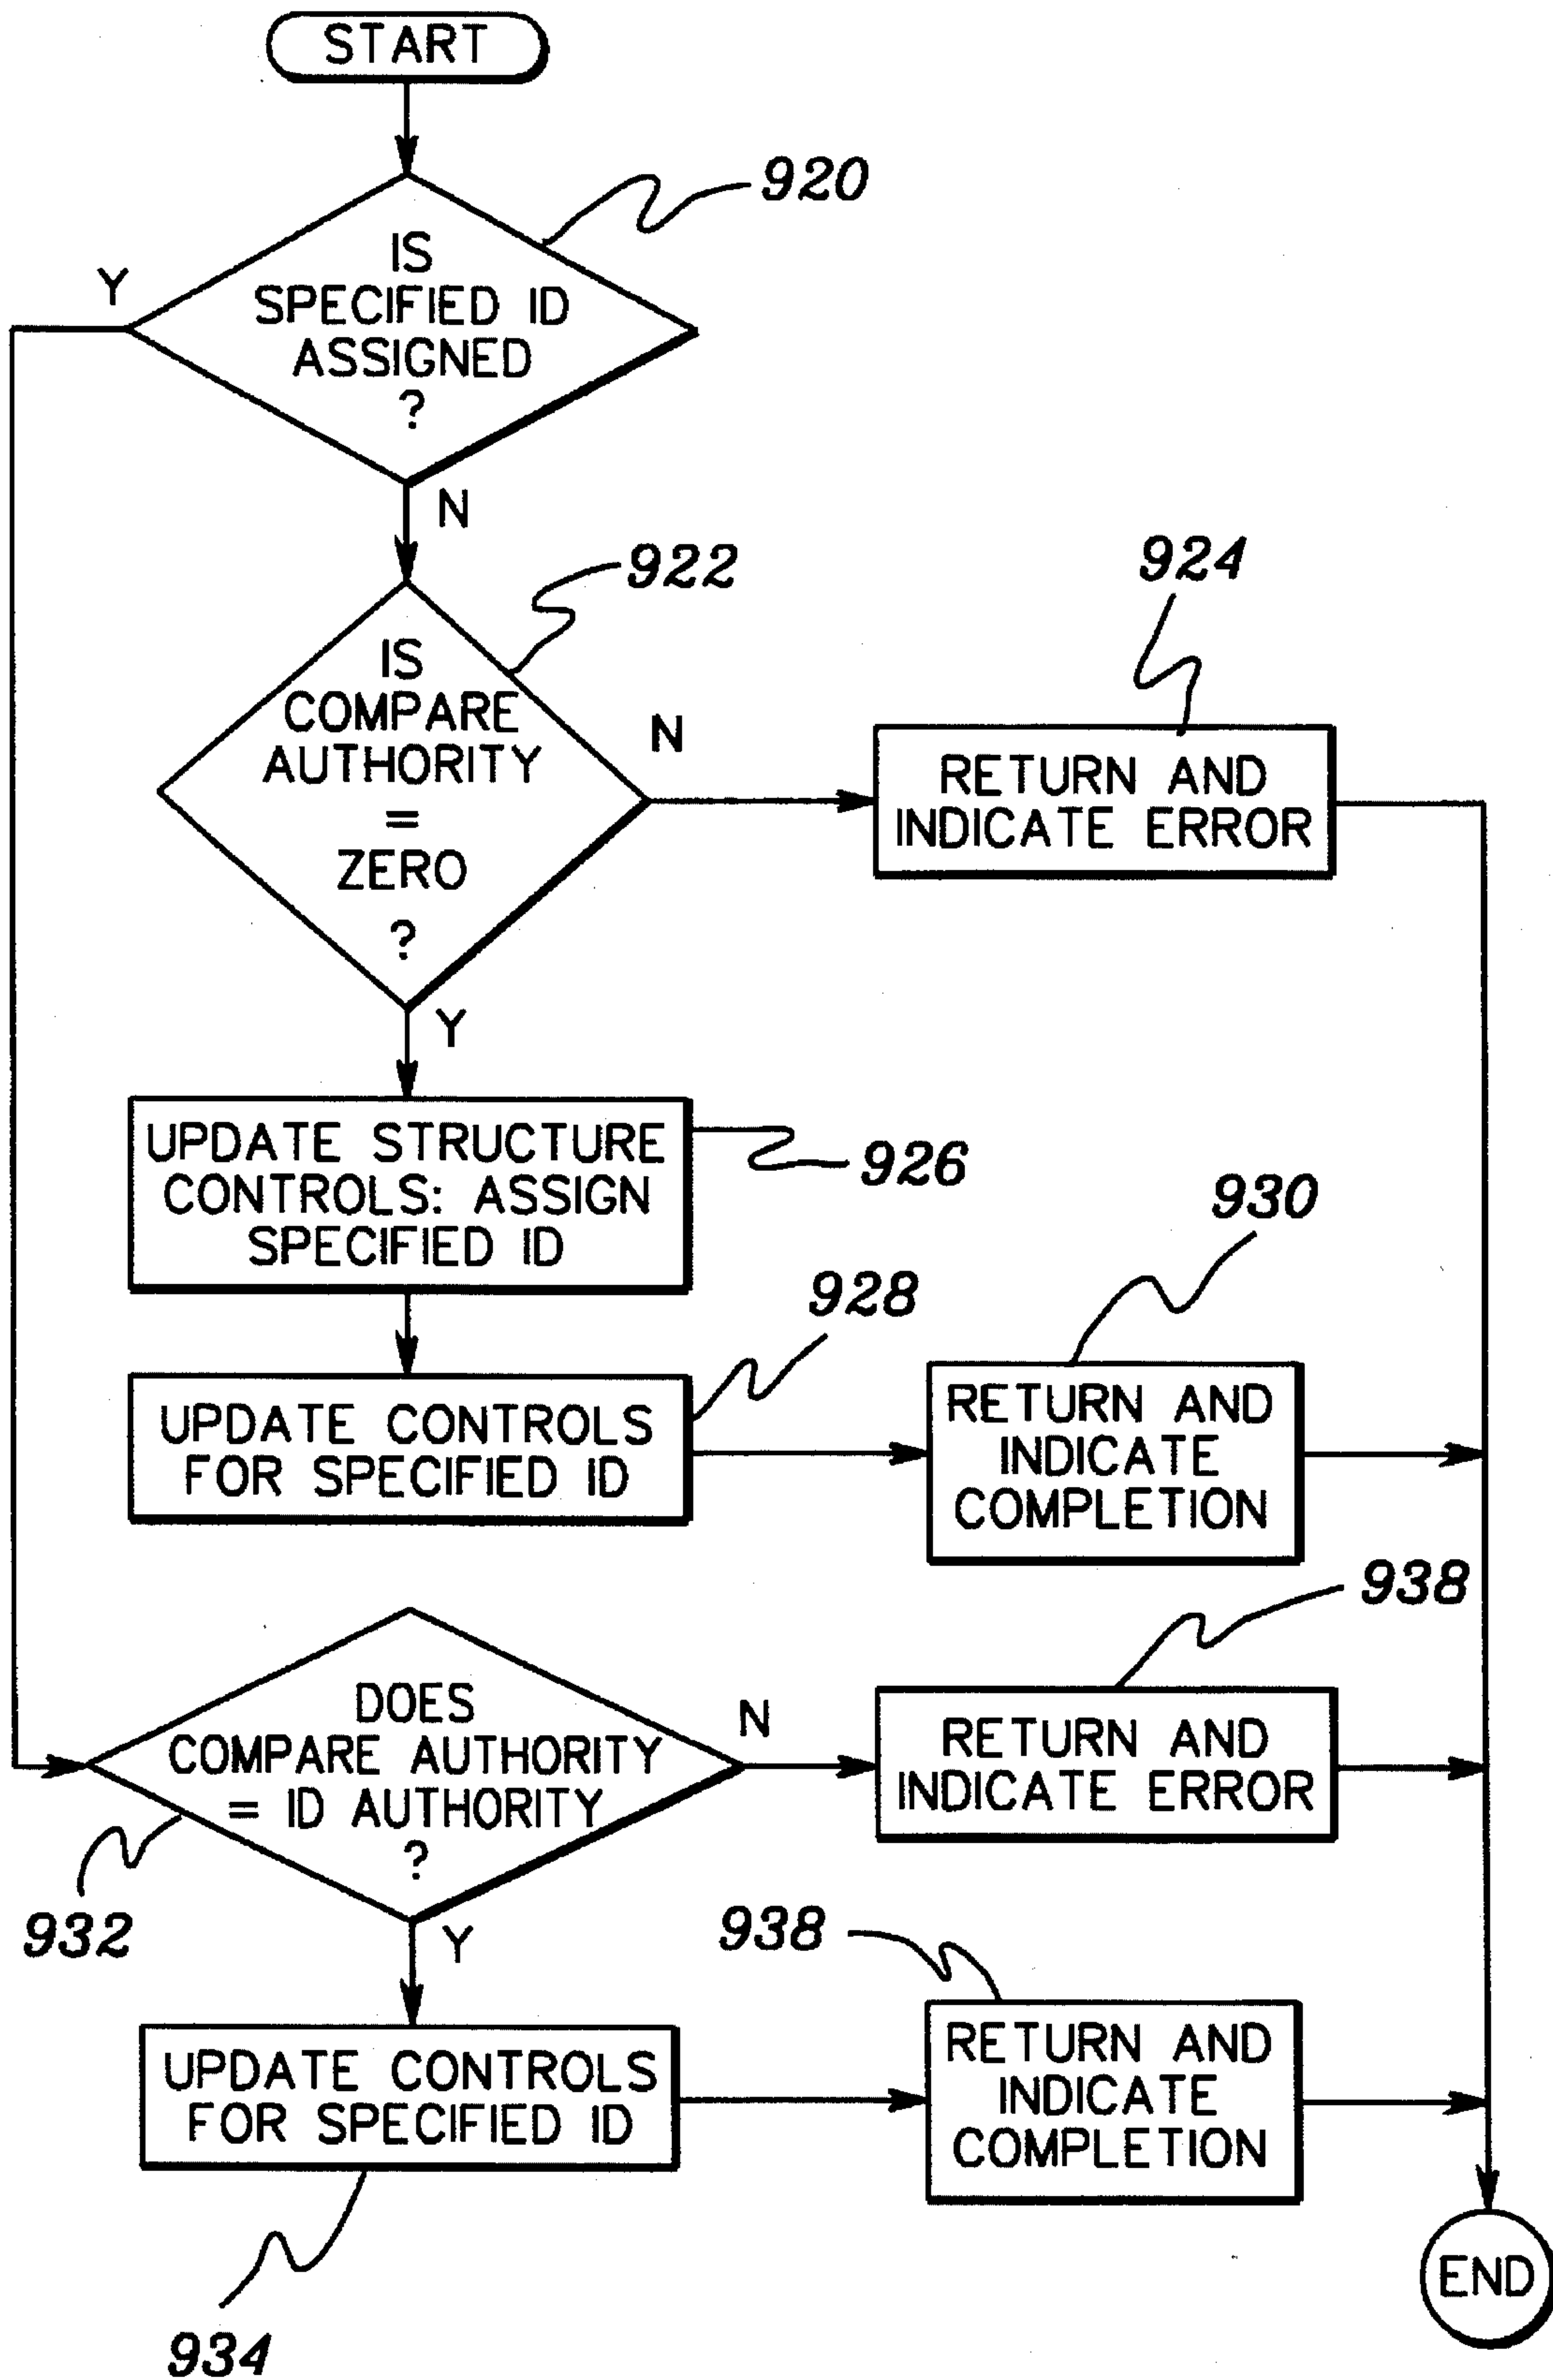 START
920
IS
SPECIFIED ID
ASSIGNED
?
Y
N
922
IS
COMPARE
AUTHORITY
=
ZERO
?
N
924
RETURN AND
INDICATE ERROR
Y
UPDATE STRUCTURE
CONTROLS: ASSIGN
SPECIFIED ID
926
928
UPDATE CONTROLS
FOR SPECIFIED ID
930
RETURN AND
INDICATE
COMPLETION
938
DOES
COMPARE AUTHORITY
= ID AUTHORITY
?
N
RETURN AND
INDICATE ERROR
932
Y
938
UPDATE CONTROLS
FOR SPECIFIED ID
RETURN AND
INDICATE
COMPLETION
934
END